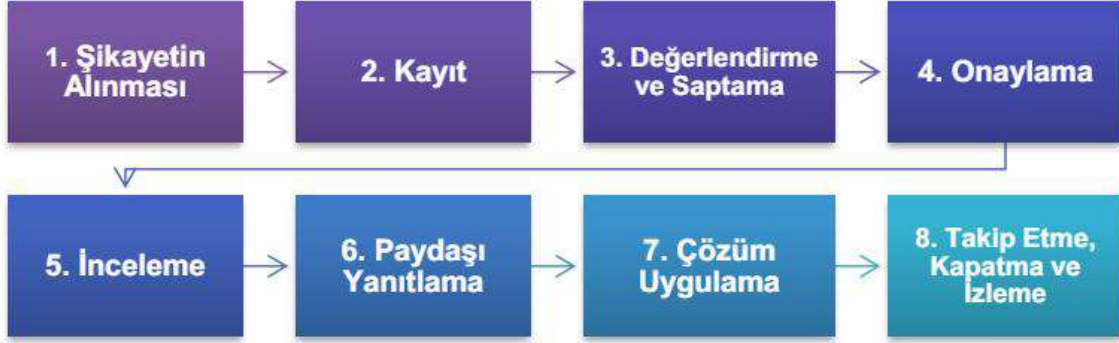 1. Şikayetin
Alınması
2. Kayıt
3. Değerlendirme
ve Saptama
4. Onaylama
5. İnceleme
6. Paydaşı
Yanıtlama
7. Çözüm
Uygulama
8. Takip Etme,
Kapatma ve
İzleme